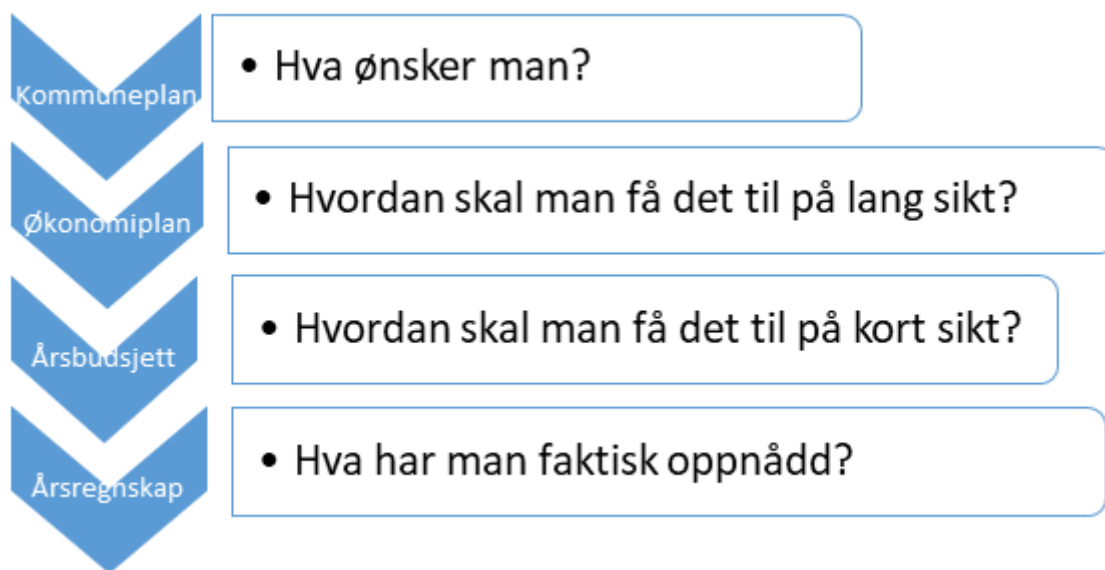 Kommuneplan
• Hva ønsker man?
Økonomiplan
• Hvordan skal man få det til på lang sikt?
Årsbudsjett
• Hvordan skal man få det til på kort sikt?
Årsregnskap
• Hva har man faktisk oppnådd?